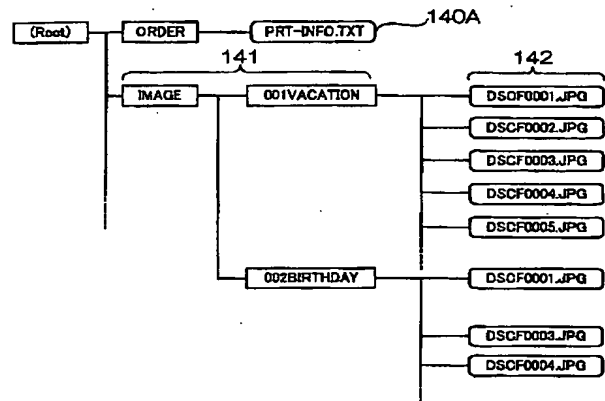 (Root) ORDER PRT-INFO.TXT 140A
141 142
IMAGE 001VACATION DSCF0001.JPG
DSCF0002.JPG
DSCF0003.JPG
DSCF0004.JPG
DSCF0005.JPG
002BIRTHDAY DSCF0001.JPG
DSCF0003.JPG
DSCF0004.JPG